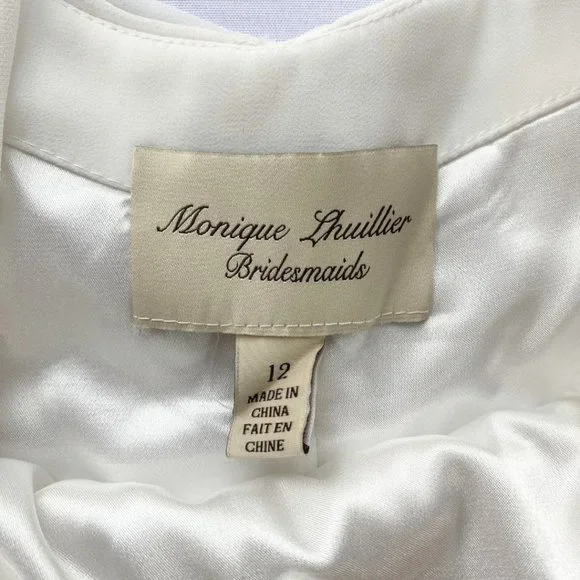 Monique Lhuillier
Bridesmaids
12
MADE IN
CHINA
FAIT EN
CHINE